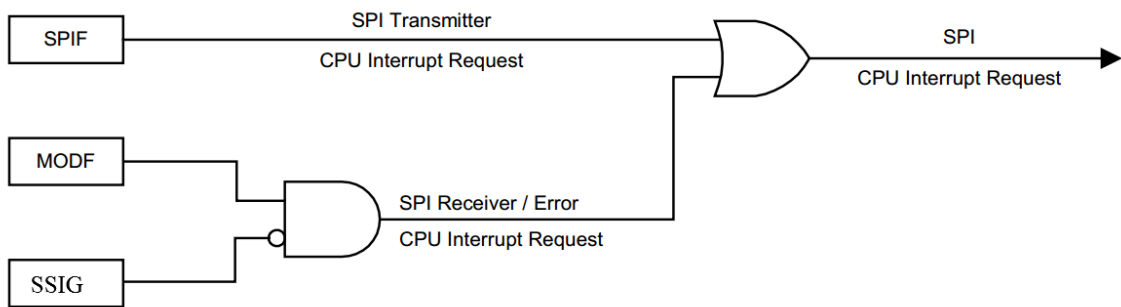 SPIF
SPI Transmitter
CPU Interrupt Request
SPI
CPU Interrupt Request
MODF
SPI Receiver / Error
CPU Interrupt Request
SSIG